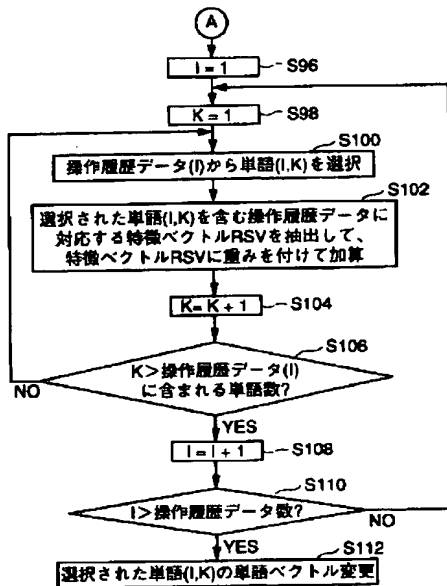 A
I = 1
S96
K = 1
S98
S100
操作履歴データ(I)から単語(I,K)を選択
S102
選択された単語(I,K)を含む操作履歴データに
対応する特徴ベクトルRSVを抽出して、
特徴ベクトルRSVに重みを付けて加算
K= K + 1
S104
S106
K>操作履歴データ(I)
に含まれる単語数?
NO
YES
I = I + 1
S108
S110
I>操作履歴データ数?
NO
YES
S112
選択された単語(I,K)の単語ベクトル変更